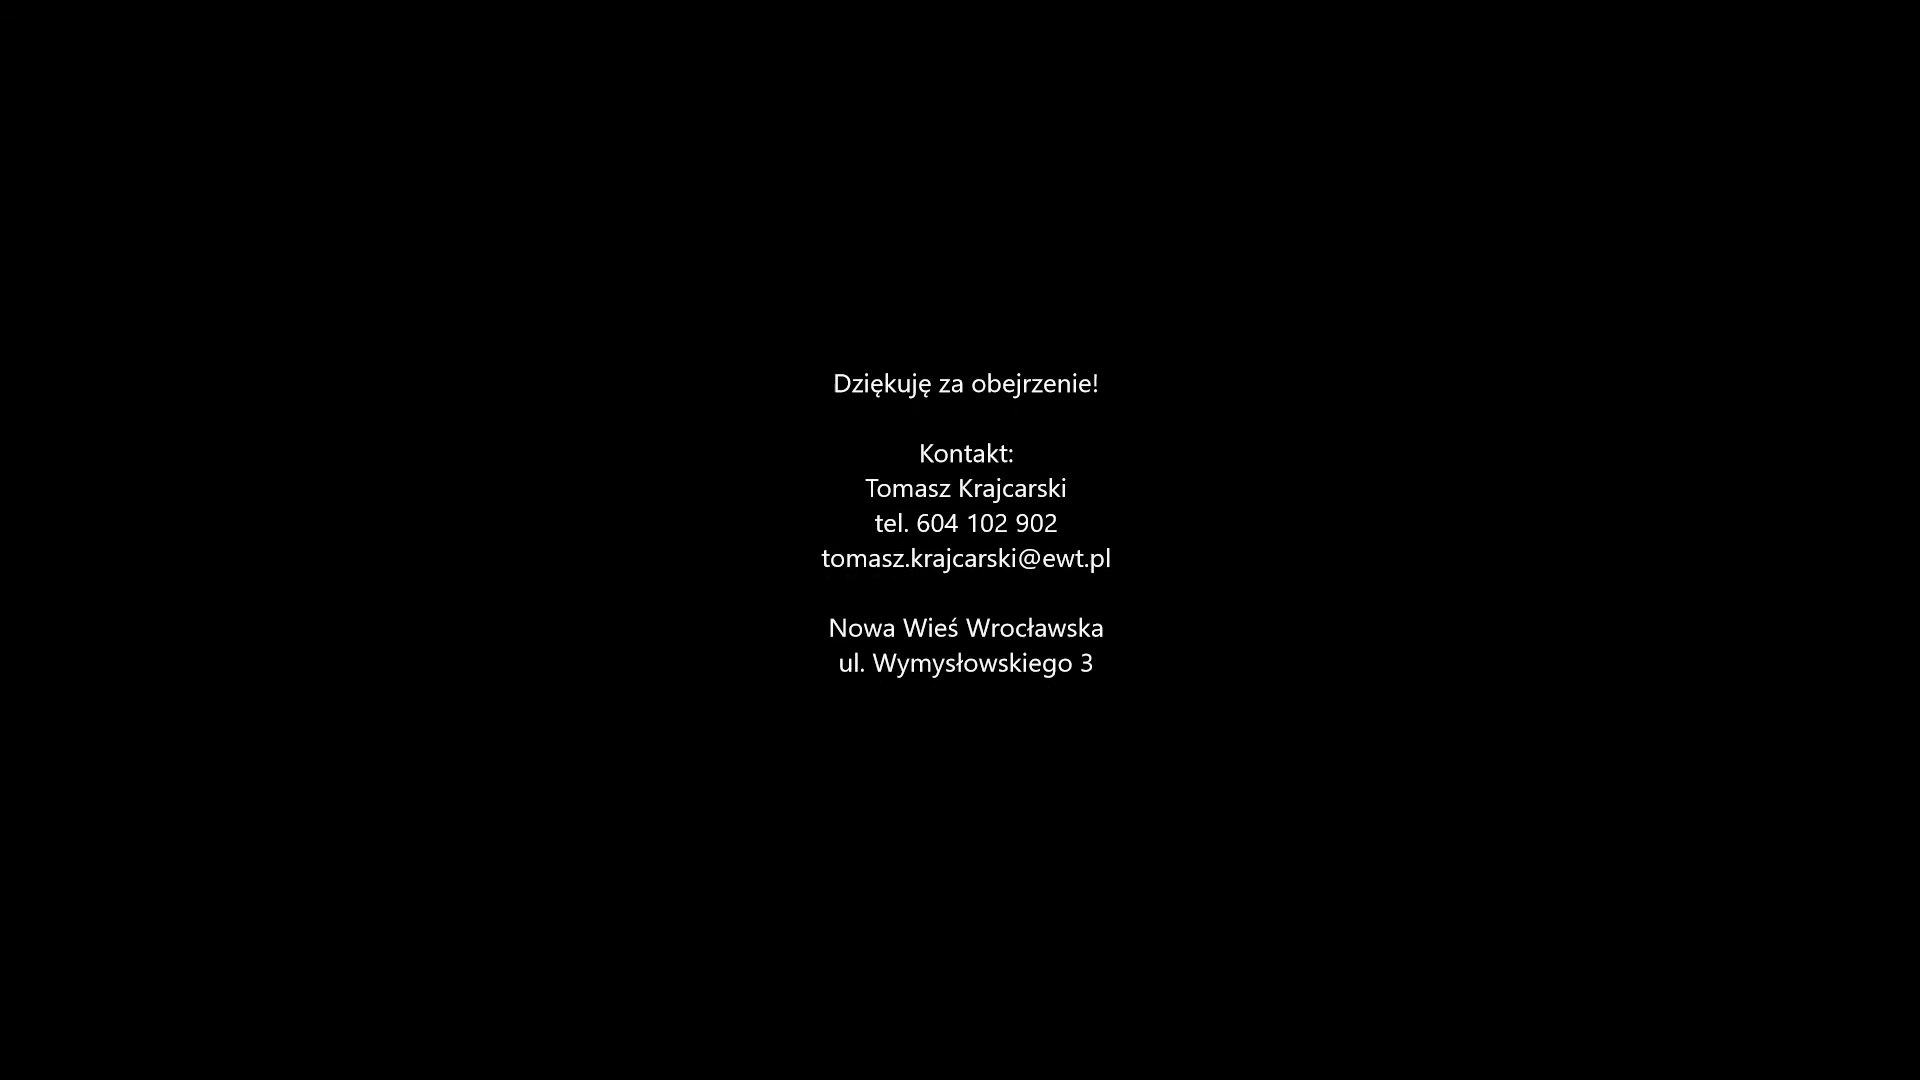 Dziękuję za obejrzenie!
Kontakt:
Tomasz Krajcarski
tel. 604 102 902
tomasz.krajcarski@ewt.pl
Nowa Wieś Wrocławska
ul. Wymysłowskiego 3